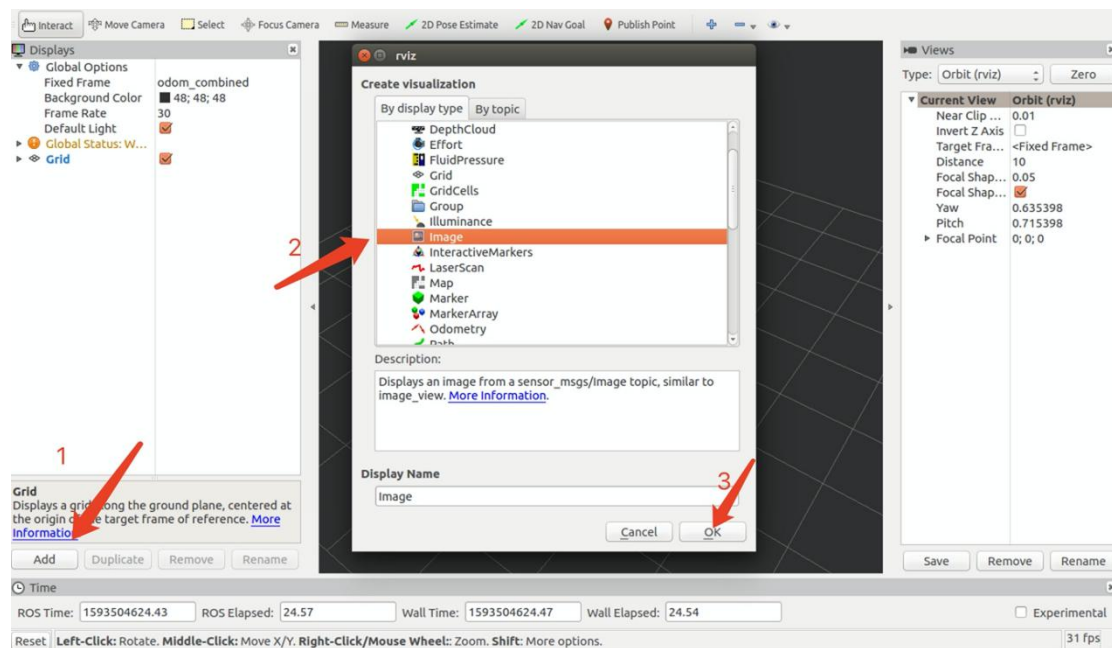 Interact Move Camera Select Focus Camera Measure 2D Pose Estimate 2D Nav Goal Publish Point
Displays
Global Options
Fixed Frame odom_combined
Background Color 48; 48; 48
Frame Rate 30
Default Light
Global Status: W...
Grid
1
Grid
Displays a grid along the ground plane, centered at
the origin of the target frame of reference. More
Information
Add Duplicate Remove Rename
rviz
Create visualization
By display type By topic
DepthCloud
Effort
FluidPressure
Grid
GridCells
Group
Illuminance
2
Image
InteractiveMarkers
LaserScan
Map
Marker
MarkerArray
Odometry
Path
Description:
Displays an image from a sensor_msgs/Image topic, similar to
image_view. More Information.
Display Name
3
Image
Cancel OK
Views
Type: Orbit (rviz) Zero
Current View Orbit (rviz)
Near Clip ... 0.01
Invert Z Axis
Target Fra... <Fixed Frame>
Distance 10
Focal Shap... 0.05
Focal Shap...
Yaw 0.635398
Pitch 0.715398
Focal Point 0; 0; 0
Save Remove Rename
Time
ROS Time: 1593504624.43 ROS Elapsed: 24.57 Wall Time: 1593504624.47 Wall Elapsed: 24.54 Experimental
Reset Left-Click: Rotate. Middle-Click: Move X/Y. Right-Click/Mouse Wheel:: Zoom. Shift: More options. 31 fps